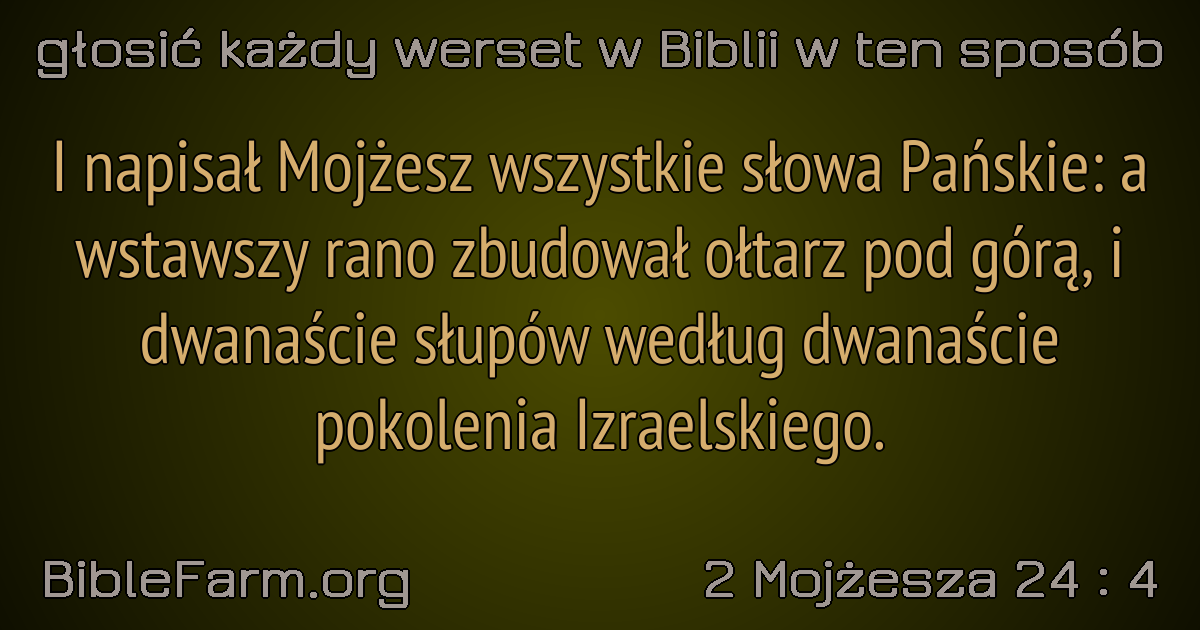 głosić każdy werset w Biblii w ten sposób
I napisał Mojżesz wszystkie słowa Pańskie: a
wstawszy rano zbudował ołtarz pod górą, i
dwanaście słupów według dwanaście
pokolenia Izraelskiego.
BibleFarm.org
2 Mojżesza 24 : 4